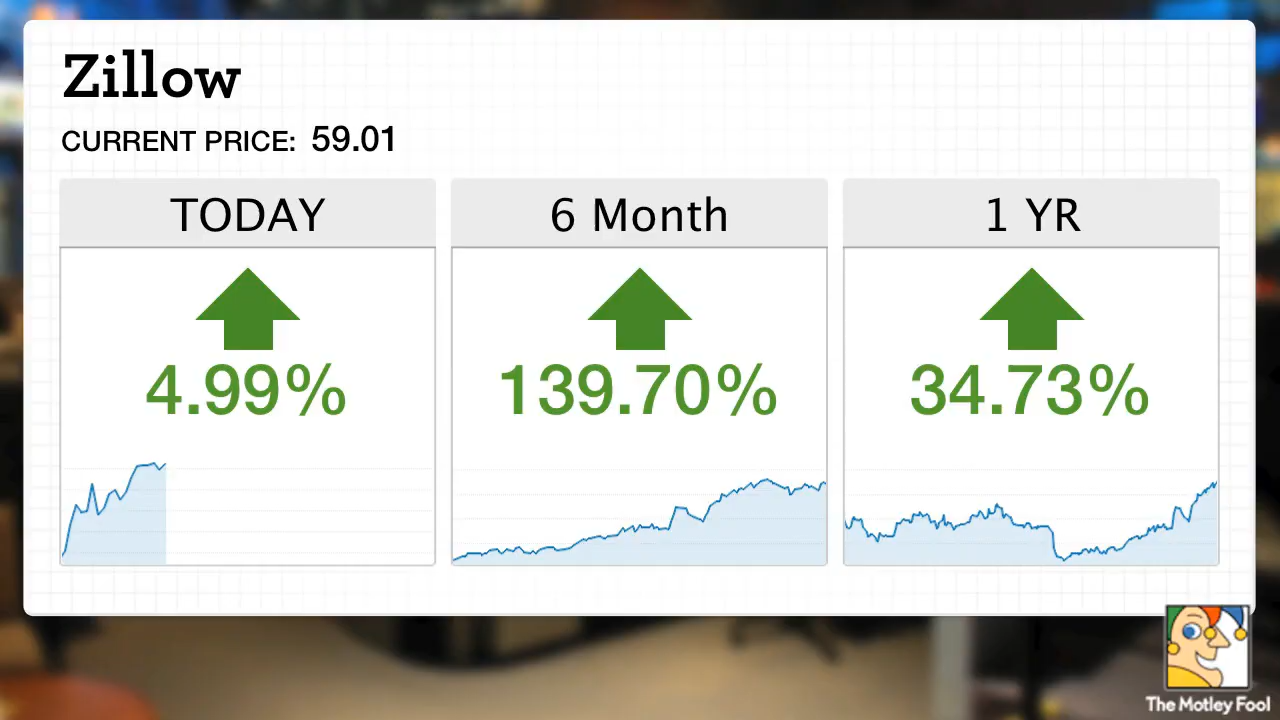 Zillow
CURRENT PRICE: 59.01
TODAY
6 Month
1 YR
4.99%
139.70%
34.73%
The Motley Fool